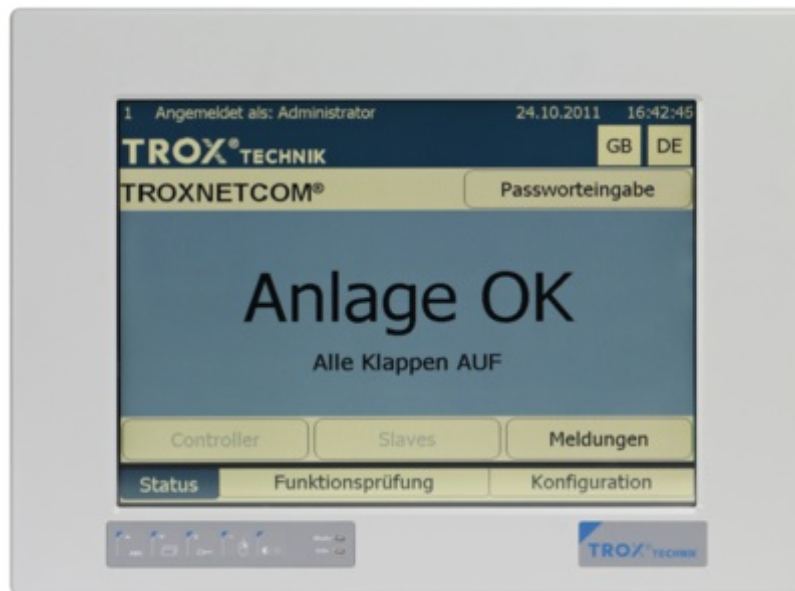 1 Angemeldet als: Administrator 24.10.2011 16:42:46
TROX® TECHNIK GB DE
TROXNETCOM® Passworteingabe
Anlage OK
Alle Klappen AUF
Controller Slaves Meldungen
Status Funktionsprüfung Konfiguration
TROX® TECHNIK